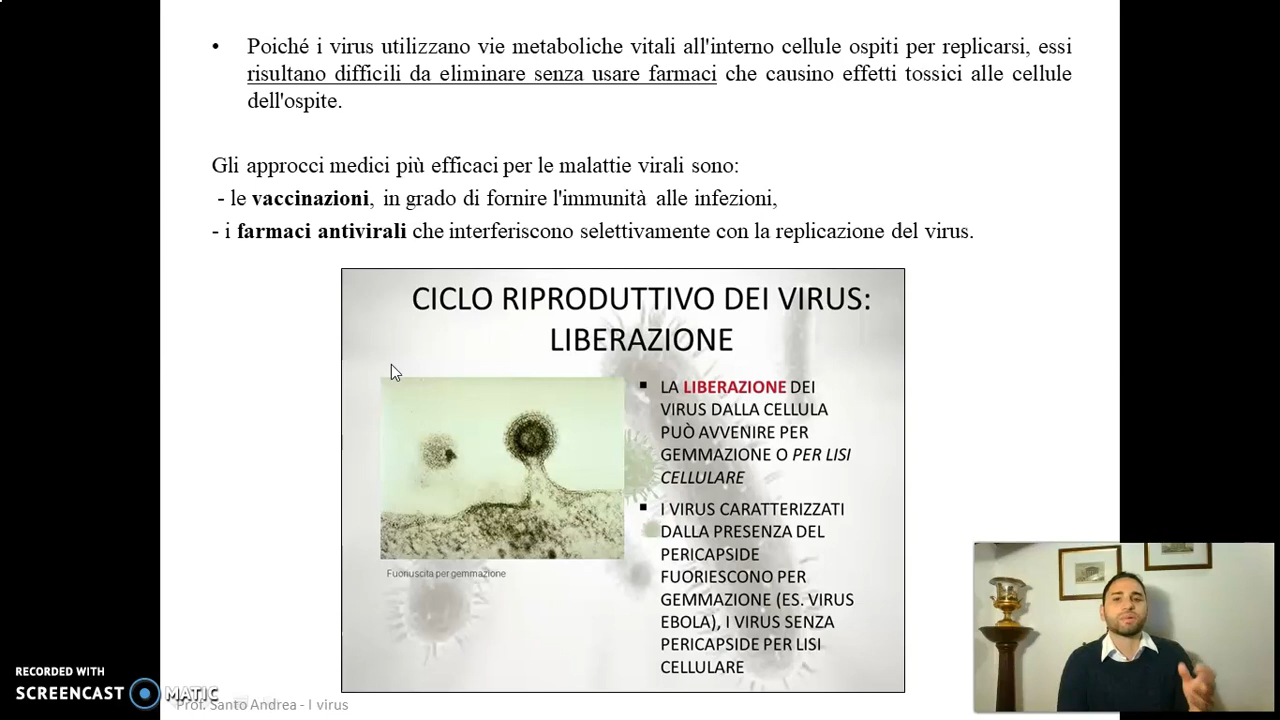 • Poiché i virus utilizzano vie metaboliche vitali all'interno cellule ospiti per replicarsi, essi
risultano difficili da eliminare senza usare farmaci che causino effetti tossici alle cellule
dell'ospite.
Gli approcci medici più efficaci per le malattie virali sono:
- le vaccinazioni, in grado di fornire l'immunità alle infezioni,
- i farmaci antivirali che interferiscono selettivamente con la replicazione del virus.
CICLO RIPRODUTTIVO DEI VIRUS:
LIBERAZIONE
Fuoriuscita per gemmazione
▪ LA LIBERAZIONE DEI
VIRUS DALLA CELLULA
PUÒ AVVENIRE PER
GEMMAZIONE O PER LISI
CELLULARE
▪ I VIRUS CARATTERIZZATI
DALLA PRESENZA DEL
PERICAPSIDE
FUORIESCONO PER
GEMMAZIONE (ES. VIRUS
EBOLA), I VIRUS SENZA
PERICAPSIDE PER LISI
CELLULARE
RECORDED WITH
SCREENCAST MATIC
Prof. Santo Andrea - I virus